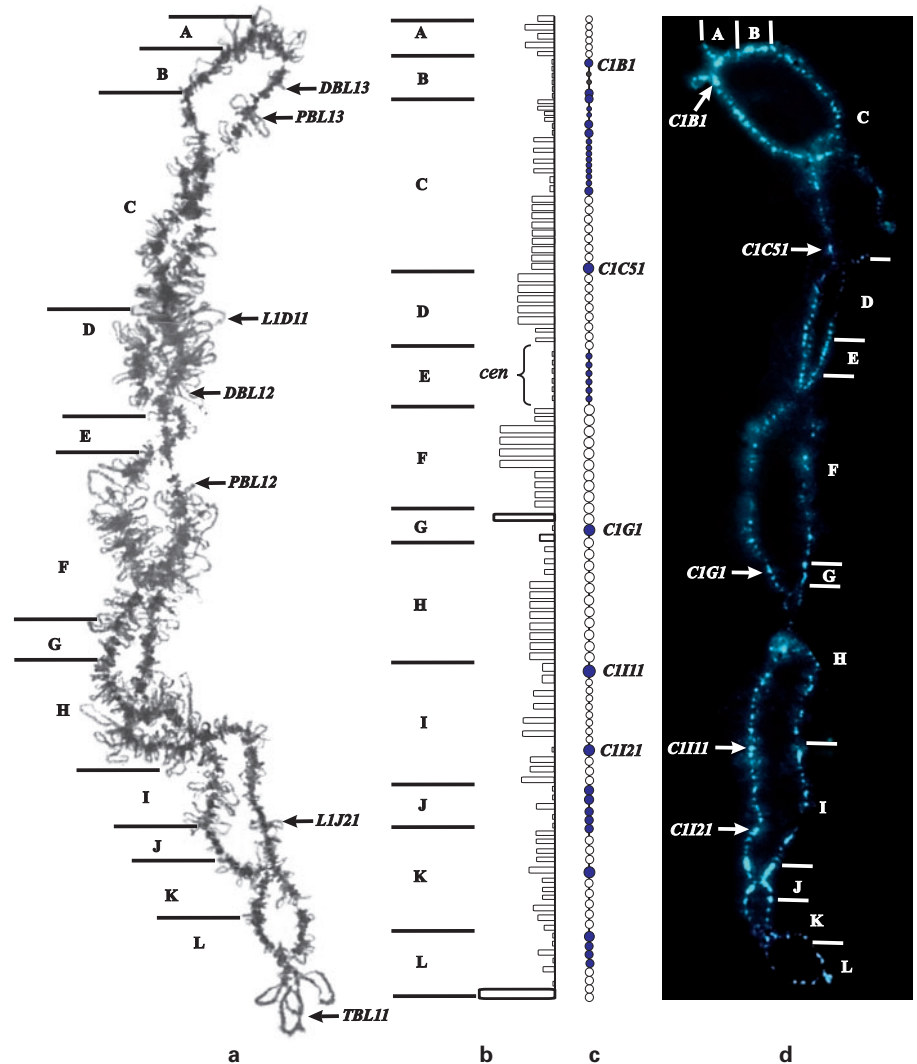 A
B
DBL13
PBL13
C
L1D11
D
DBL12
E
PBL12
F
G
H
I
L1J21
J
K
L
TBL11
a
A
B
C
D
cen
E
F
G
H
I
J
K
L
b
C1B1
C1C51
C1G1
C1I11
C1I21
c
A B
C1B1
C
C1C51
D
E
F
C1G1
G
H
C1I11
I
C1I21
J
K
L
d